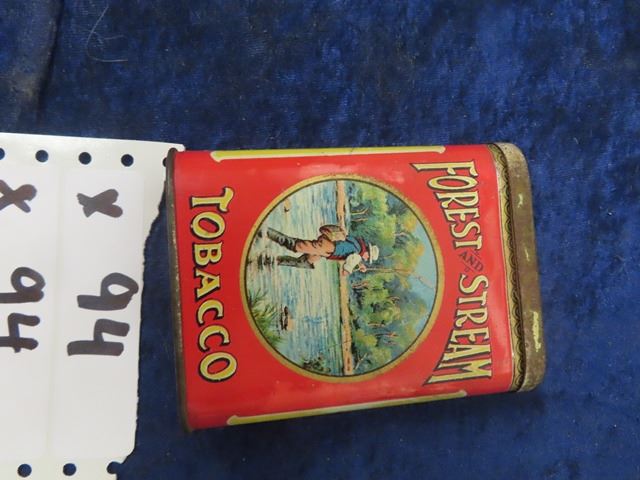 FOREST AND STREAM
TOBACCO
X 94
X 94